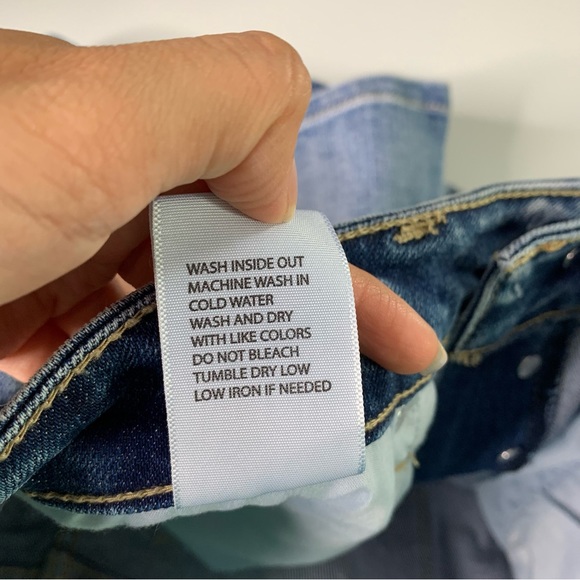 WASH INSIDE OUT
MACHINE WASH IN
COLD WATER
WASH AND DRY
WITH LIKE COLORS
DO NOT BLEACH
TUMBLE DRY LOW
LOW IRON IF NEEDED